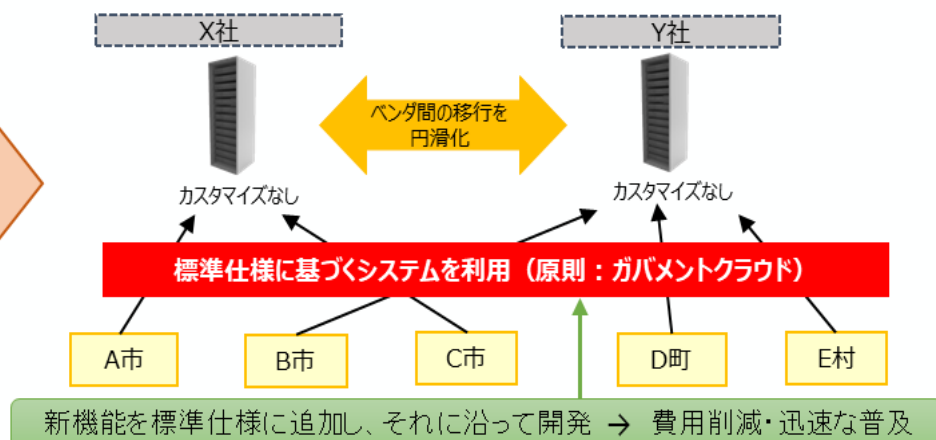 X社
Y社
ベンダ間の移行を
円滑化
カスタマイズなし
カスタマイズなし
標準仕様に基づくシステムを利用（原則：ガバメントクラウド）
A市
B市
C市
D町
E村
新機能を標準仕様に追加し、それに沿って開発 → 費用削減・迅速な普及